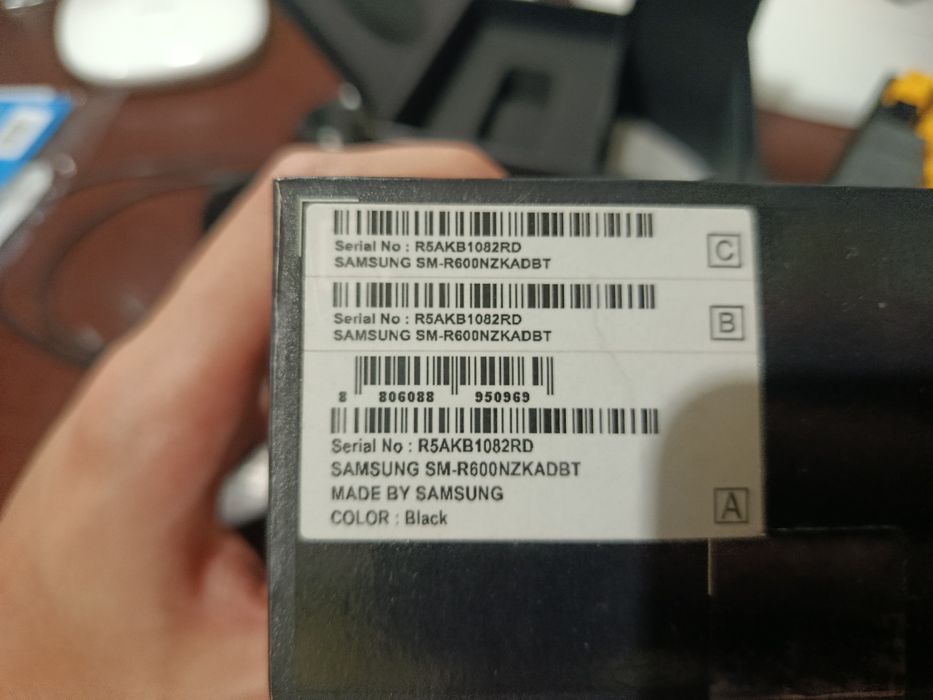 Serial No : R5AKB1082RD
SAMSUNG SM-R600NZKADBT
C
Serial No : R5AKB1082RD
SAMSUNG SM-R600NZKADBT
B
8 806088 950969
Serial No : R5AKB1082RD
SAMSUNG SM-R600NZKADBT
MADE BY SAMSUNG
COLOR : Black
A